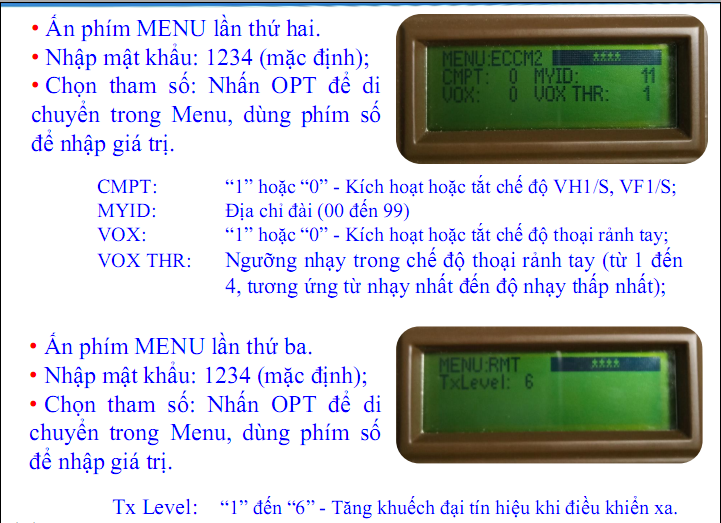 • Ấn phím MENU lần thứ hai.
• Nhập mật khẩu: 1234 (mặc định);
• Chọn tham số: Nhấn OPT để di
chuyển trong Menu, dùng phím số
để nhập giá trị.
MENU:ECCM2 ****
CMPT: 0 MYID: 11
VOX: 0 VOX THR: 1
CMPT: “1” hoặc “0” - Kích hoạt hoặc tắt chế độ VH1/S, VF1/S;
MYID: Địa chỉ đài (00 đến 99)
VOX: “1” hoặc “0” - Kích hoạt hoặc tắt chế độ thoại rảnh tay;
VOX THR: Ngưỡng nhạy trong chế độ thoại rảnh tay (từ 1 đến
4, tương ứng từ nhạy nhất đến độ nhạy thấp nhất);
• Ấn phím MENU lần thứ ba.
• Nhập mật khẩu: 1234 (mặc định);
• Chọn tham số: Nhấn OPT để di
chuyển trong Menu, dùng phím số
để nhập giá trị.
MENU:RMT ****
TxLevel: 6
Tx Level: “1” đến “6” - Tăng khuếch đại tín hiệu khi điều khiển xa.